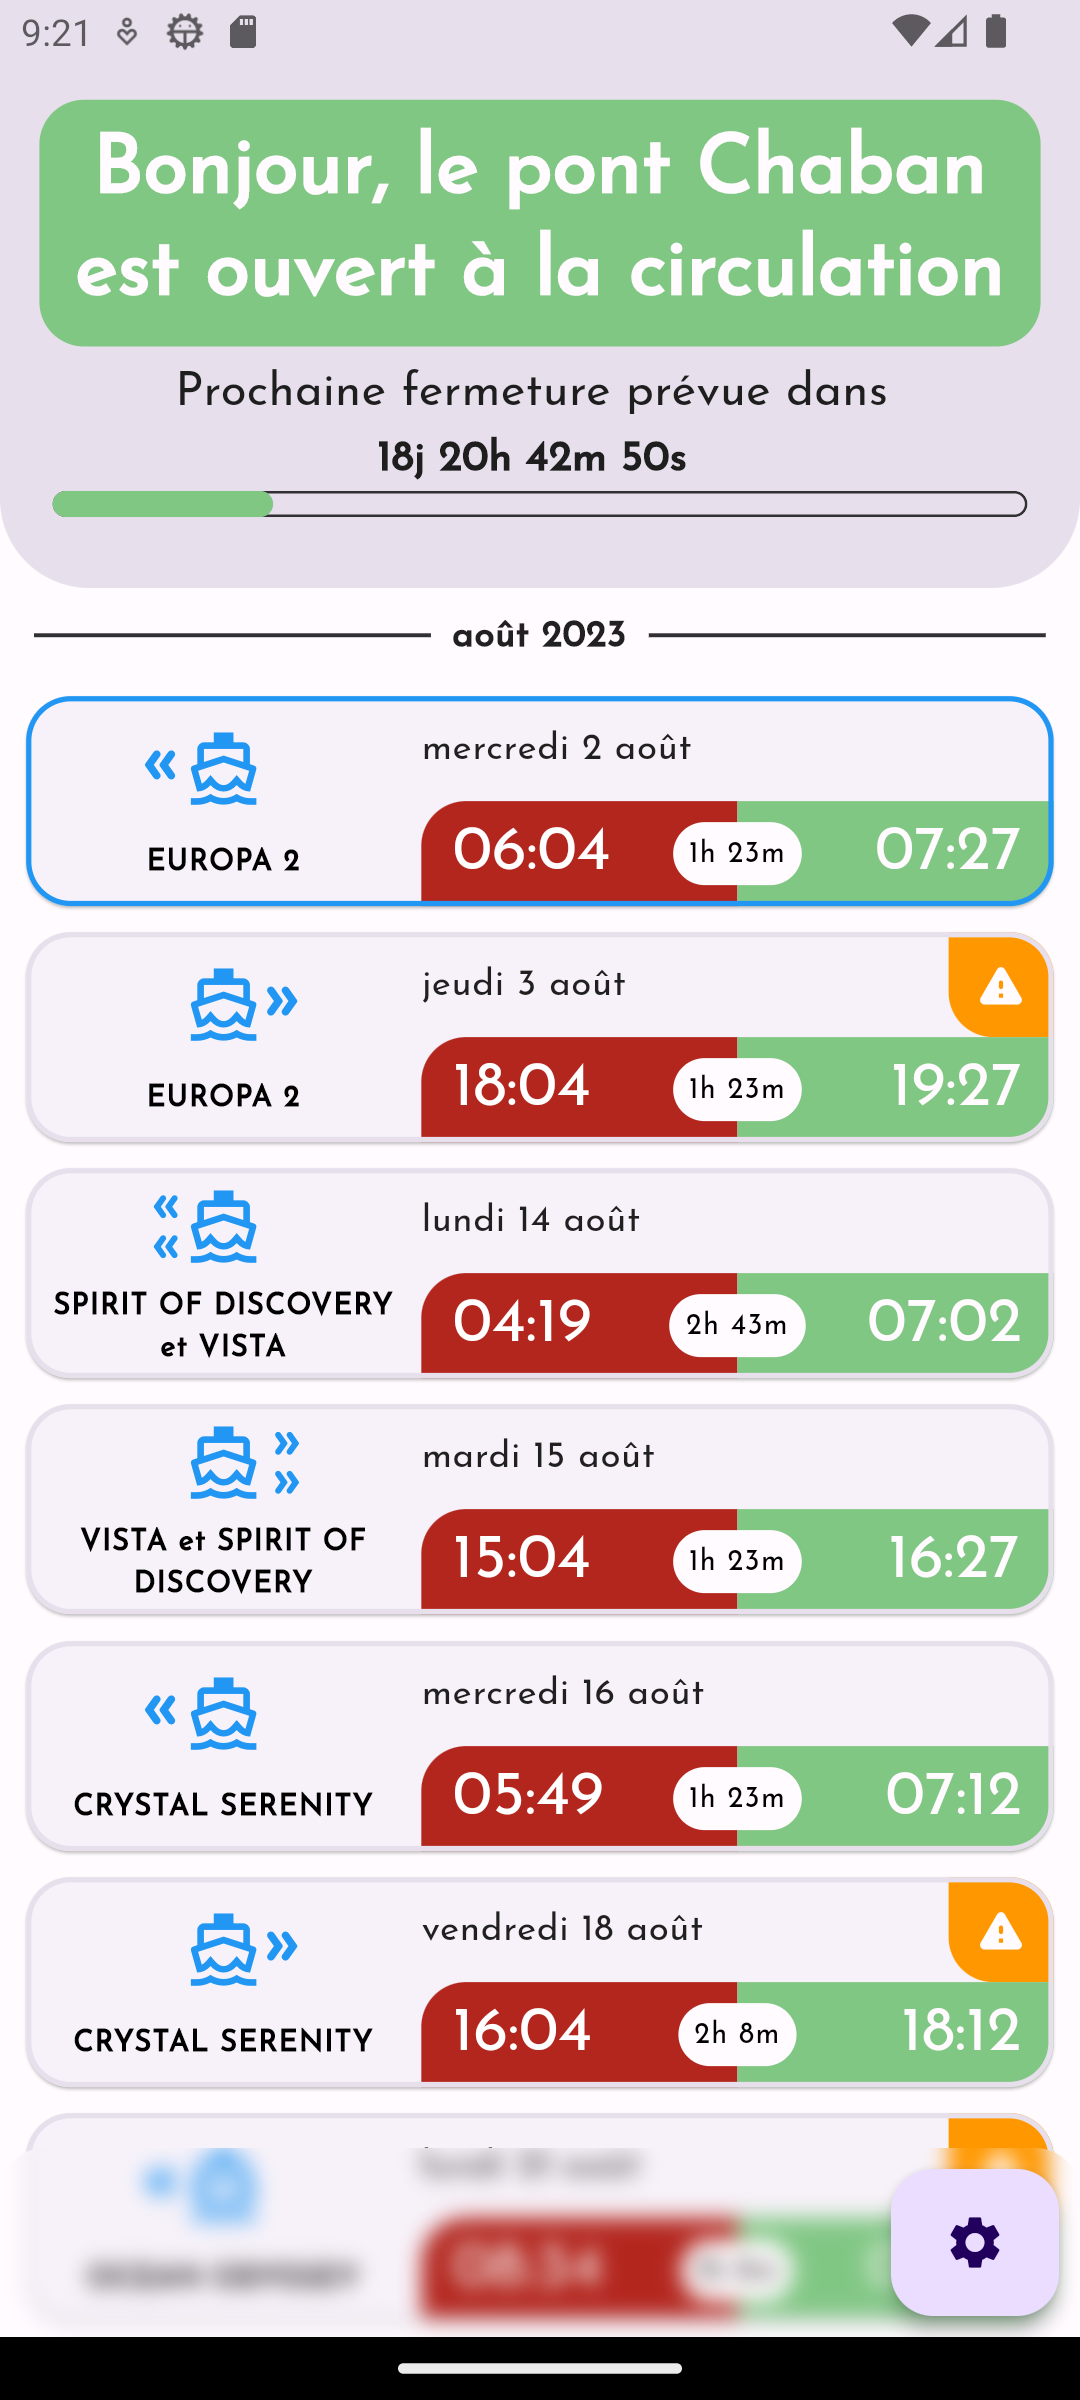 9:21
Bonjour, le pont Chaban
est ouvert à la circulation
Prochaine fermeture prévue dans
18j 20h 42m 50s
août 2023
mercredi 2 août
EUROPA 2
06:04 1h 23m 07:27
jeudi 3 août
EUROPA 2
18:04 1h 23m 19:27
lundi 14 août
SPIRIT OF DISCOVERY
et VISTA
04:19 2h 43m 07:02
mardi 15 août
VISTA et SPIRIT OF
DISCOVERY
15:04 1h 23m 16:27
mercredi 16 août
CRYSTAL SERENITY
05:49 1h 23m 07:12
vendredi 18 août
CRYSTAL SERENITY
16:04 2h 8m 18:12